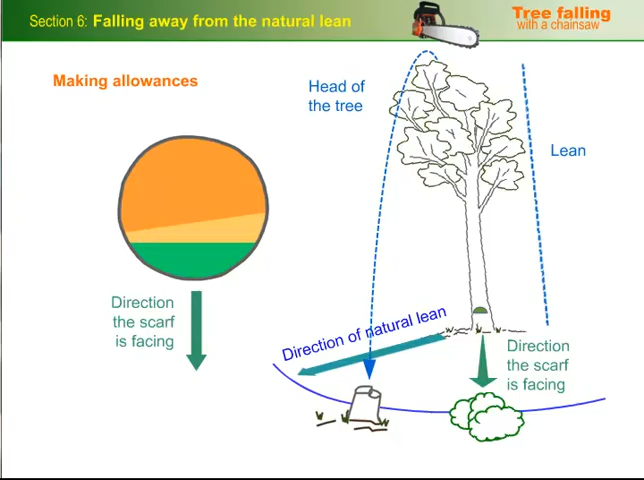 Section 6: Falling away from the natural lean
Tree falling
with a chainsaw
Making allowances
Head of
the tree
Lean
Direction
the scarf
is facing
Direction of natural lean
Direction
the scarf
is facing